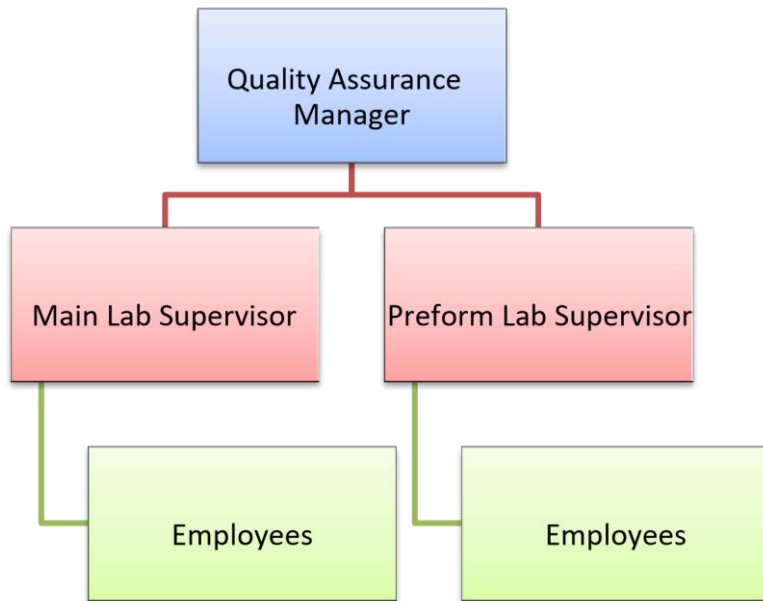 Quality Assurance
Manager
Main Lab Supervisor
Preform Lab Supervisor
Employees
Employees